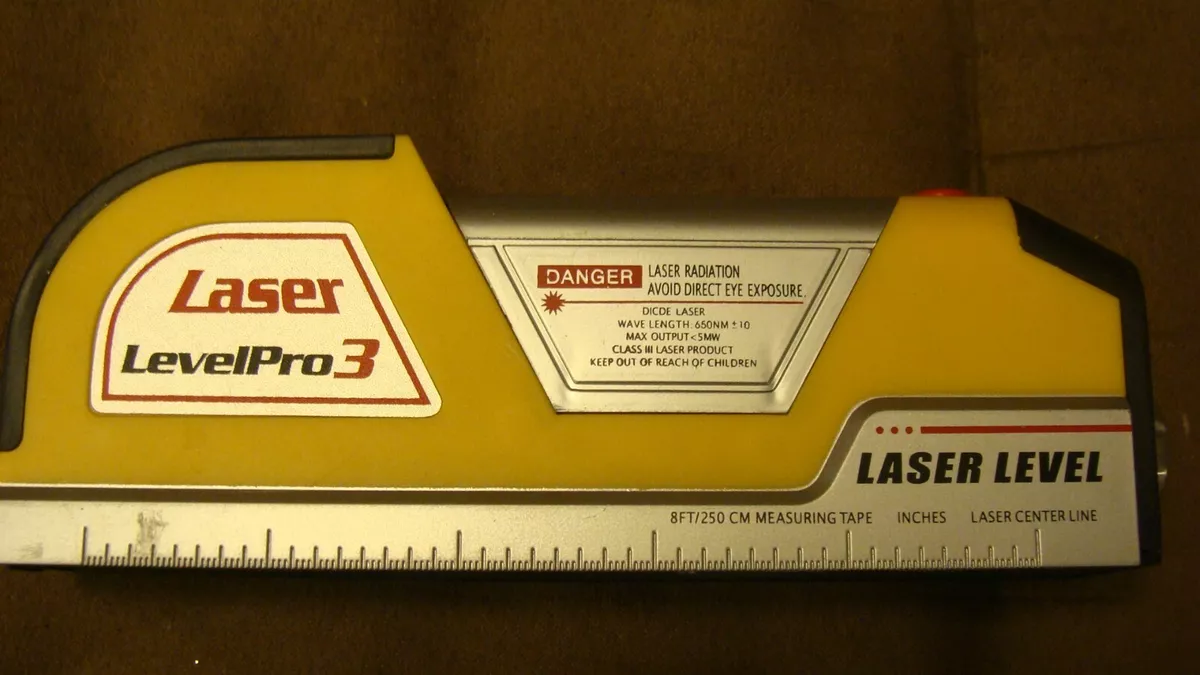 Laser
LevelPro3
DANGER LASER RADIATION
AVOID DIRECT EYE EXPOSURE.
DICDE LASER
WAVE LENGTH: 650NM ±10
MAX OUTPUT<5MW
CLASS III LASER PRODUCT
KEEP OUT OF REACH OF CHILDREN
LASER LEVEL
8FT/250 CM MEASURING TAPE INCHES LASER CENTER LINE